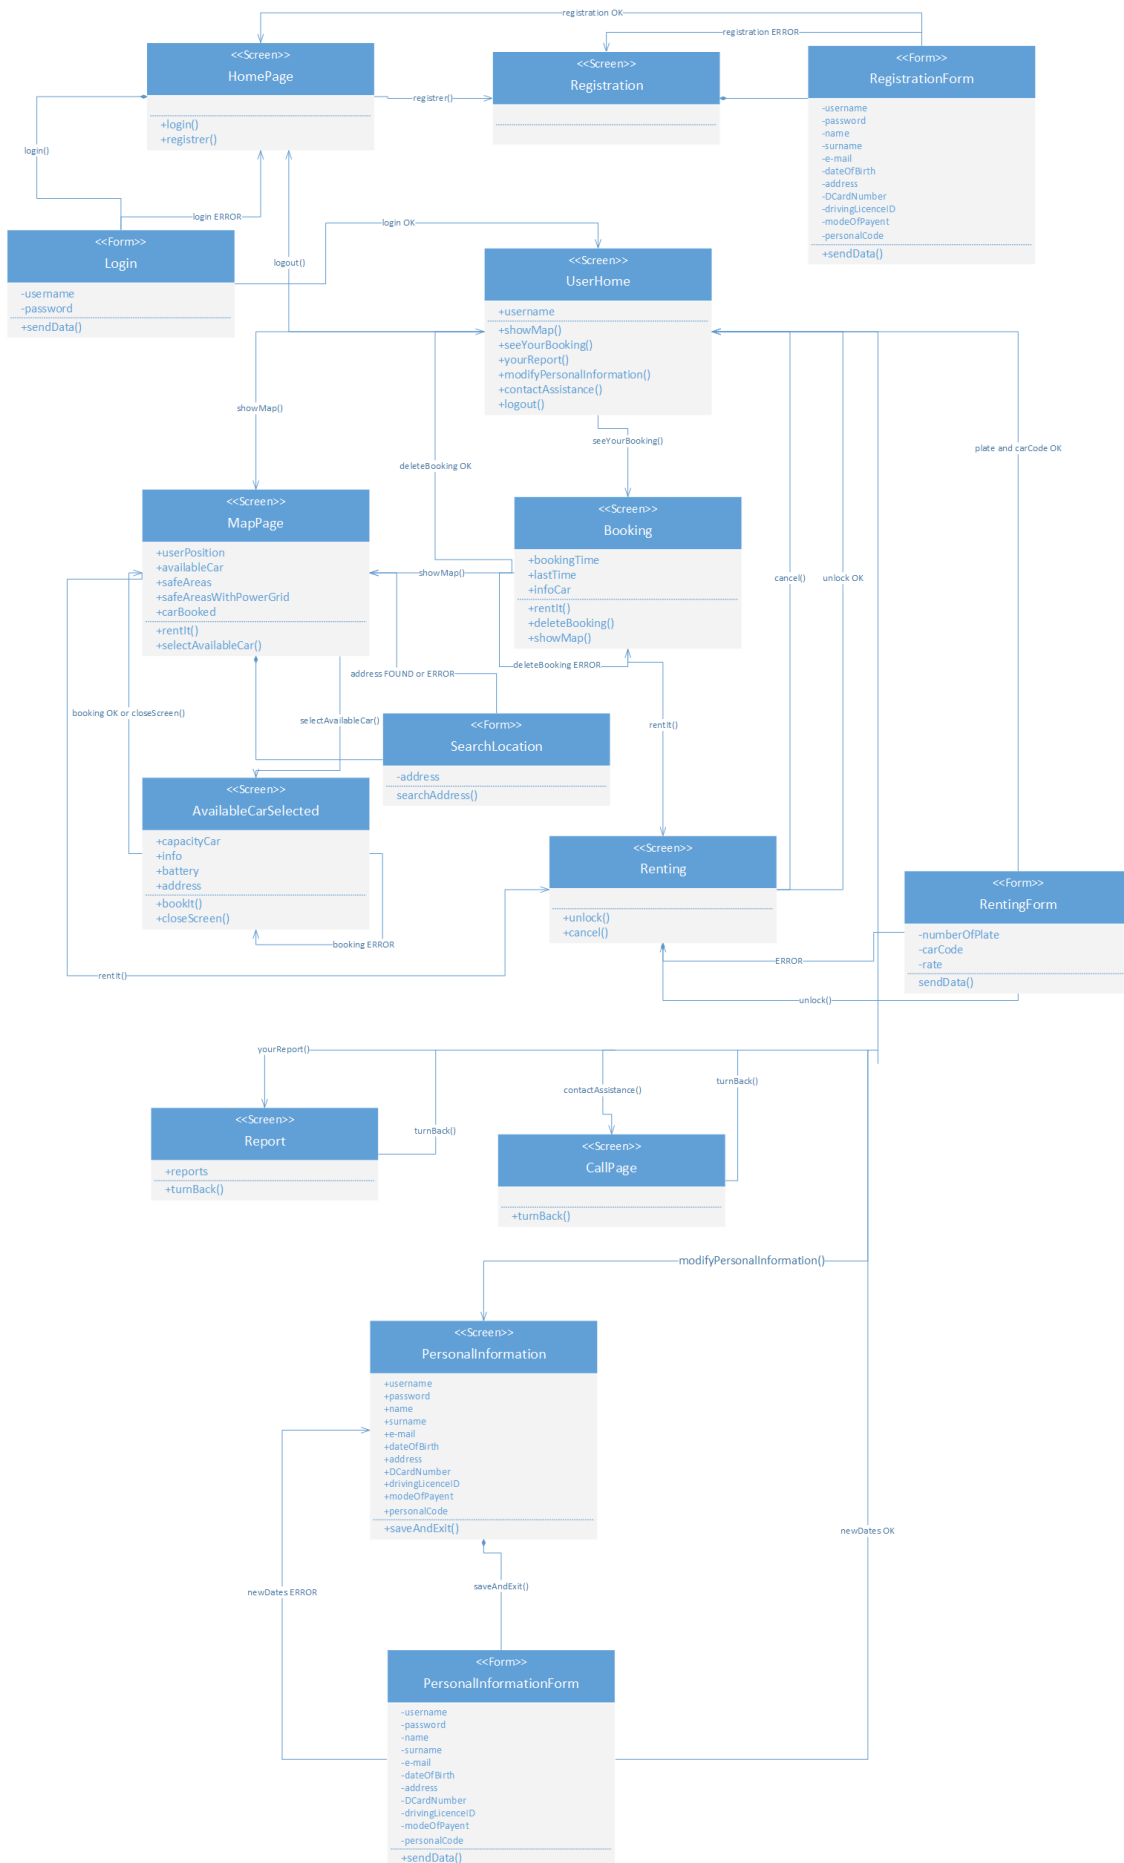 registration OK
registration ERROR
<<Screen>>
HomePage
+login()
+registrer()
registrer()
<<Screen>>
Registration
<<Form>>
RegistrationForm
-username
-password
-name
-surname
-e-mail
-dateOfBirth
-address
-DCardNumber
-drivingLicenceID
-modeOfPayent
-personalCode
+sendData()
login()
login ERROR
login OK
logout()
<<Form>>
Login
-username
-password
+sendData()
<<Screen>>
UserHome
+username
+showMap()
+seeYourBooking()
+yourReport()
+modifyPersonalInformation()
+contactAssistance()
+logout()
showMap()
seeYourBooking()
deleteBooking OK
plate and carCode OK
<<Screen>>
MapPage
+userPosition
+availableCar
+safeAreas
+safeAreasWithPowerGrid
+carBooked
+rentIt()
+selectAvailableCar()
showMap()
<<Screen>>
Booking
+bookingTime
+lastTime
+infoCar
+rentIt()
+deleteBooking()
+showMap()
cancel()
unlock OK
deleteBooking ERROR
address FOUND or ERROR
booking OK or closeScreen()
selectAvailableCar()
rentIt()
<<Form>>
SearchLocation
-address
searchAddress()
<<Screen>>
AvailableCarSelected
+capacityCar
+info
+battery
+address
+bookIt()
+closeScreen()
booking ERROR
<<Screen>>
Renting
+unlock()
+cancel()
<<Form>>
RentingForm
-numberOfPlate
-carCode
-rate
sendData()
ERROR
rentIt()
unlock()
yourReport()
contactAssistance()
turnBack()
<<Screen>>
Report
+reports
+turnBack()
turnBack()
<<Screen>>
CallPage
+turnBack()
modifyPersonalInformation()
<<Screen>>
PersonalInformation
+username
+password
+name
+surname
+e-mail
+dateOfBirth
+address
+DCardNumber
+drivingLicenceID
+modeOfPayent
+personalCode
+saveAndExit()
newDates OK
newDates ERROR
saveAndExit()
<<Form>>
PersonalInformationForm
-username
-password
-name
-surname
-e-mail
-dateOfBirth
-address
-DCardNumber
-drivingLicenceID
-modeOfPayent
-personalCode
+sendData()